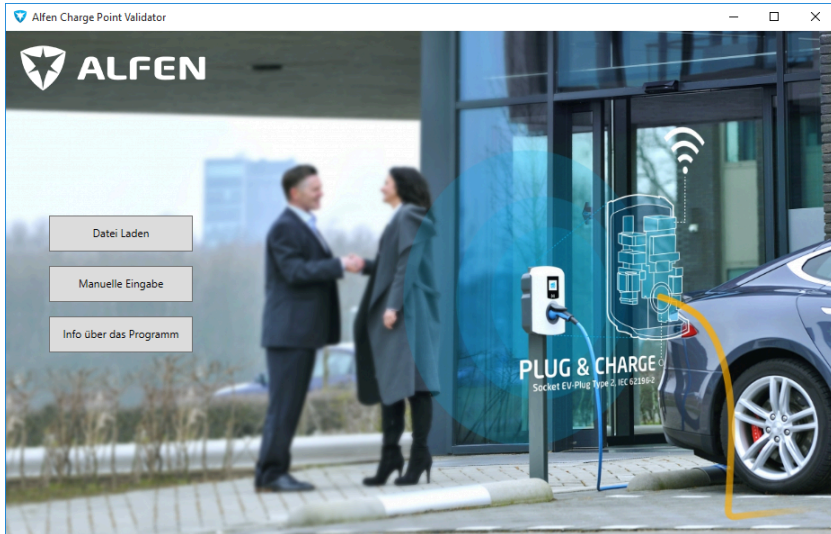 Alfen Charge Point Validator
ALFEN
Datei Laden
Manuelle Eingabe
Info über das Programm
PLUG & CHARGE
Socket EV-Plug Type 2, IEC 62196-2